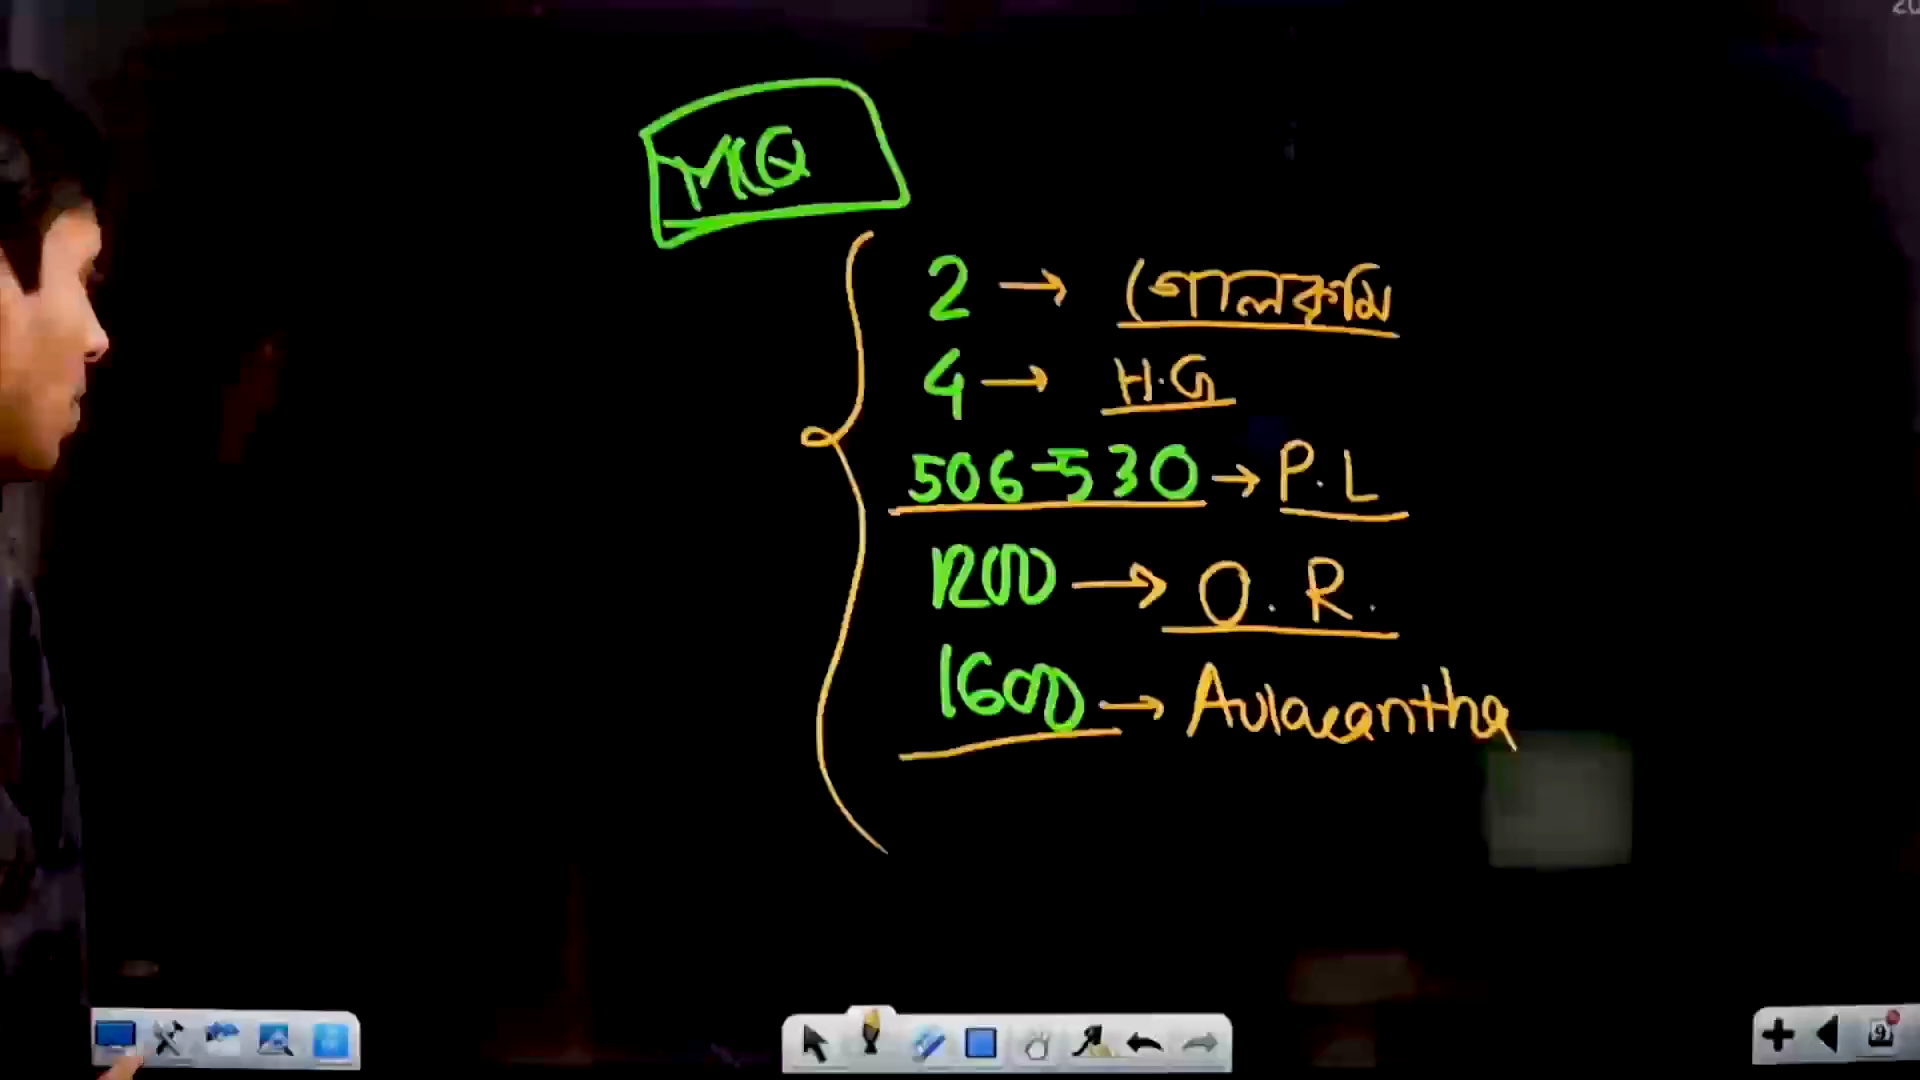 MCQ
2 → গোলকৃমি
4 → H.G
506-530 → P.L
1200 → O.R.
1600 → Aulacantha